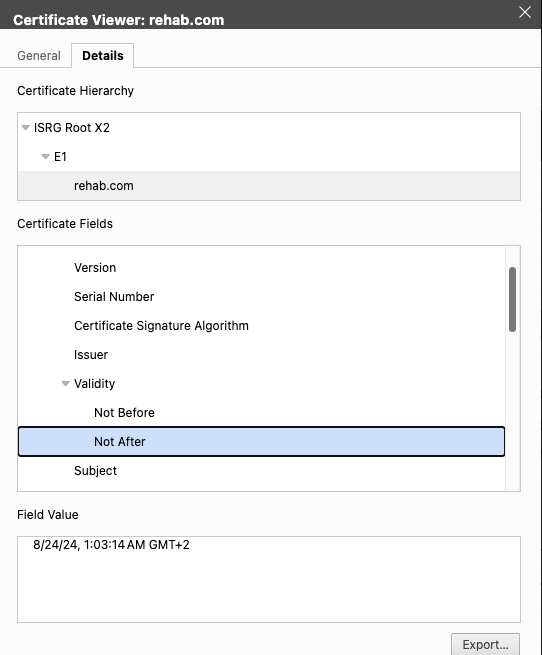 Certificate Viewer: rehab.com
General Details
Certificate Hierarchy
ISRG Root X2
E1
rehab.com
Certificate Fields
Version
Serial Number
Certificate Signature Algorithm
Issuer
Validity
Not Before
Not After
Subject
Field Value
8/24/24, 1:03:14 AM GMT+2
Export...